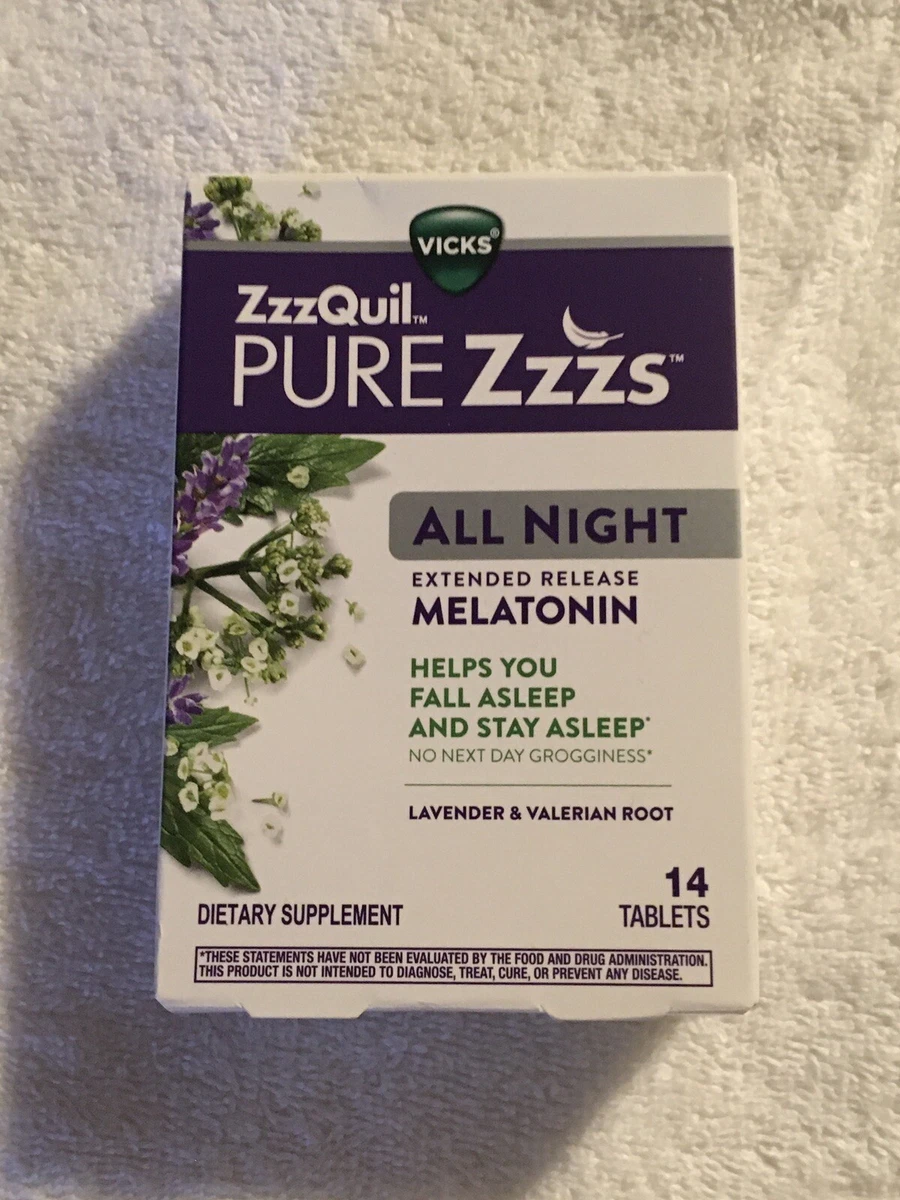 VICKS®
ZzzQuil™
PURE Zzzs™
ALL NIGHT
EXTENDED RELEASE
MELATONIN
HELPS YOU
FALL ASLEEP
AND STAY ASLEEP*
NO NEXT DAY GROGGINESS*
LAVENDER & VALERIAN ROOT
14
TABLETS
DIETARY SUPPLEMENT
*THESE STATEMENTS HAVE NOT BEEN EVALUATED BY THE FOOD AND DRUG ADMINISTRATION.
THIS PRODUCT IS NOT INTENDED TO DIAGNOSE, TREAT, CURE, OR PREVENT ANY DISEASE.